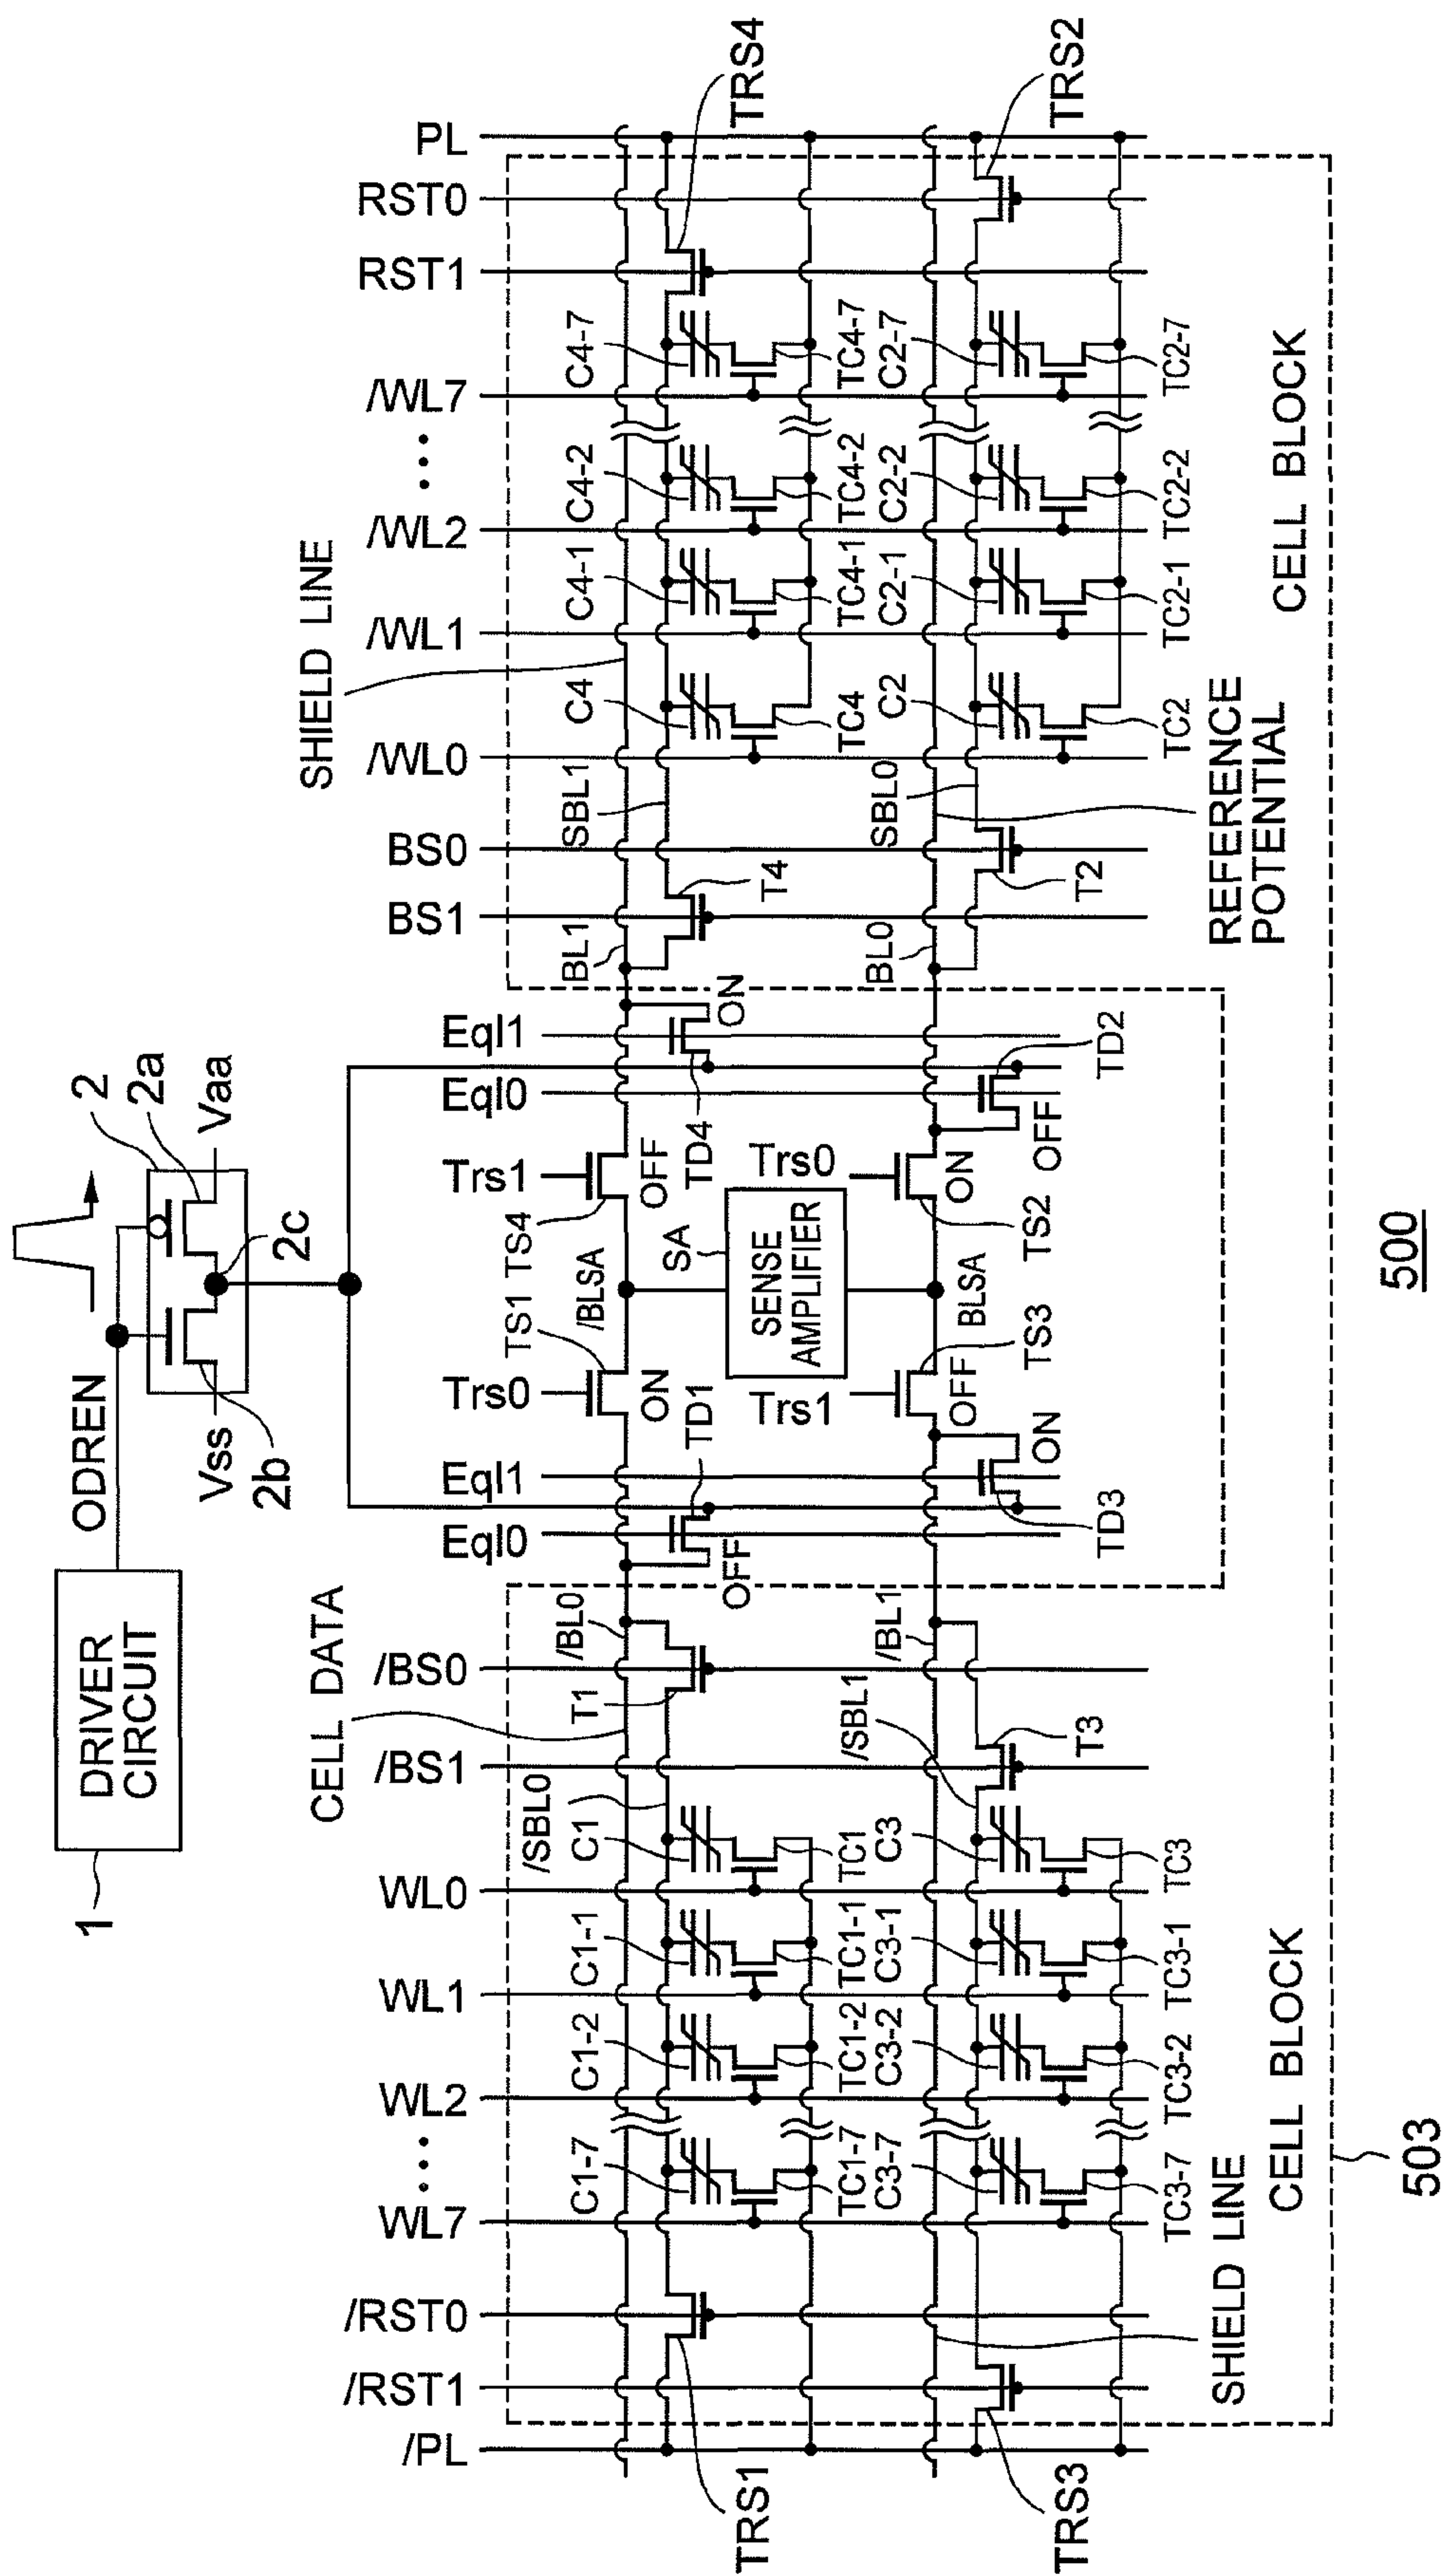 1
DRIVER
CIRCUIT
ODREN
2
2a
2b
2c
Vss
Vaa
/PL
/RST1
/RST0
WL7
...
WL2
WL1
WL0
/BS1
/BS0
Eql0
Eql1
Trs0
Trs1
Eql0
Eql1
BS1
BS0
/WL0
/WL1
/WL2
...
/WL7
RST1
RST0
PL
CELL DATA
SHIELD LINE
C1-7
C1-2
C1-1
C1
/SBL0
T1
/BL0
TS1
TS4
/BLSA
BL1
SBL1
C4
C4-1
C4-2
C4-7
TRS1
TRS4
OFF
TD1
ON
SA
OFF
TD4
ON
T4
TC1-7
TC1-2
TC1-1
TC1
TC4
TC4-1
TC4-2
TC4-7
Trs1
SENSE
AMPLIFIER
Trs0
C3-7
C3-2
C3-1
C3
/SBL1
/BL1
BLSA
BL0
SBL0
C2
C2-1
C2-2
C2-7
ON
OFF
TS3
ON
TS2
OFF
TRS3
TD3
T3
TD2
T2
TRS2
TC3-7
TC3-2
TC3-1
TC3
TC2
TC2-1
TC2-2
TC2-7
SHIELD LINE
REFERENCE
POTENTIAL
CELL BLOCK
CELL BLOCK
503
500